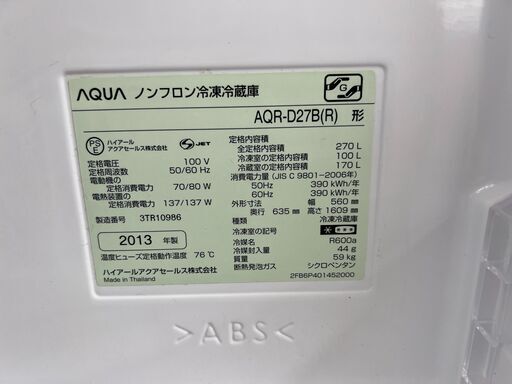 AQUA ノンフロン冷凍冷蔵庫
AQR-D27B(R) 形
G
PS E ハイアール アクアセールス株式会社 S JET
定格電圧 100 V
定格周波数 50/60 Hz
電動機の 定格消費電力 70/80 W
電熱装置の 定格消費電力 137/137 W
製造番号 3TR10986
2013 年製
温度ヒューズ定格動作温度 76℃
ハイアールアクアセールス株式会社
Made in Thailand
定格内容積
全定格内容積 270 L
冷凍室の定格内容積 100 L
冷蔵室の定格内容積 170 L
消費電力量 (JIS C 9801-2006年)
50Hz 390 kWh/年
60Hz 390 kWh/年
外形寸法 幅 560 mm
奥行 635 mm 高さ 1609 mm
種類 冷凍冷蔵庫
冷凍室の記号
冷媒名 R600a
冷媒封入量 44 g
質量 59 kg
断熱発泡ガス シクロペンタン
2FB6P401452000
>ABS<